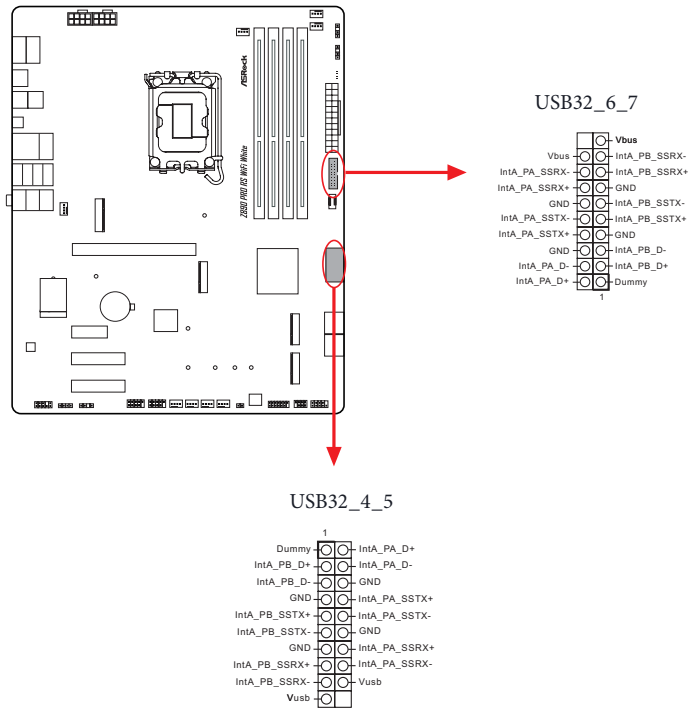 ASRock
Z890 PRO RS WiFi White
USB32_6_7
Vbus
Vbus IntA_PB_SSRX-
IntA_PA_SSRX- IntA_PB_SSRX+
IntA_PA_SSRX+ GND
GND IntA_PB_SSTX-
IntA_PA_SSTX- IntA_PB_SSTX+
IntA_PA_SSTX+ GND
GND IntA_PB_D-
IntA_PA_D- IntA_PB_D+
IntA_PA_D+ Dummy
1
USB32_4_5
1
Dummy IntA_PA_D+
IntA_PB_D+ IntA_PA_D-
IntA_PB_D- GND
GND IntA_PA_SSTX+
IntA_PB_SSTX+ IntA_PA_SSTX-
IntA_PB_SSTX- GND
GND IntA_PA_SSRX+
IntA_PB_SSRX+ IntA_PA_SSRX-
IntA_PB_SSRX- Vusb
Vusb